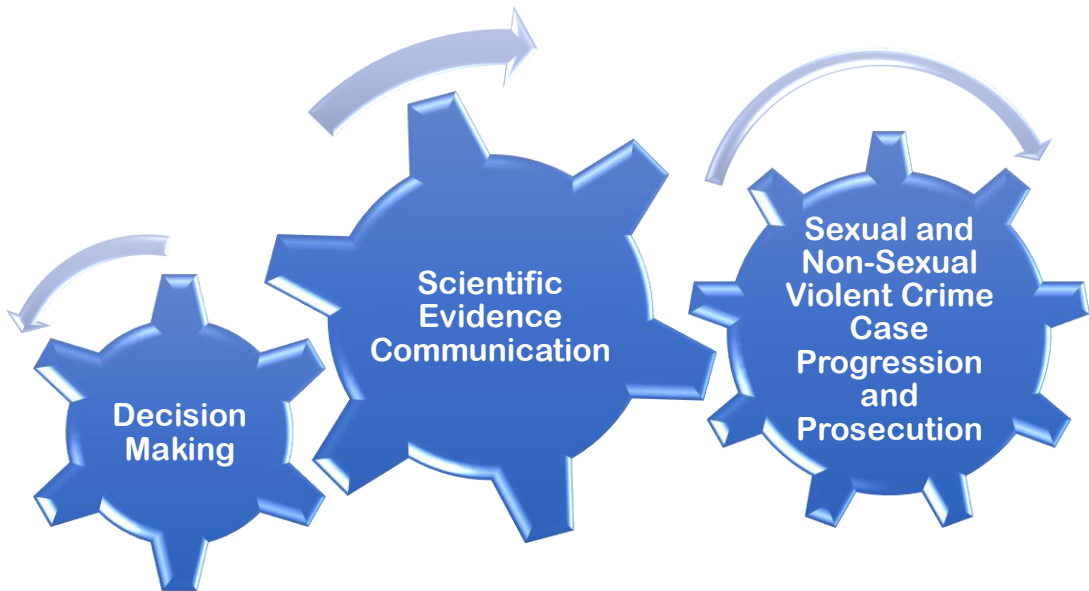 Decision
Making
Scientific
Evidence
Communication
Sexual and
Non-Sexual
Violent Crime
Case
Progression
and
Prosecution